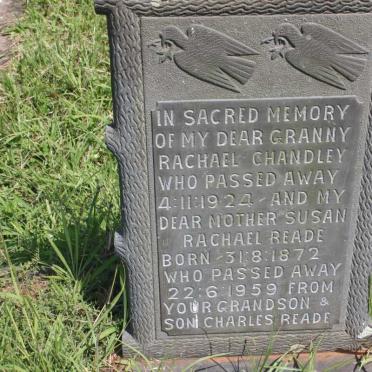 IN SACRED MEMORY
OF MY DEAR GRANNY
RACHAEL CHANDLEY
WHO PASSED AWAY
4·11·1924 AND MY
DEAR MOTHER SUSAN
RACHAEL READE
BORN 31·8·1872
WHO PASSED AWAY
22·6·1959 FROM
YOUR GRANDSON &
SON CHARLES READE